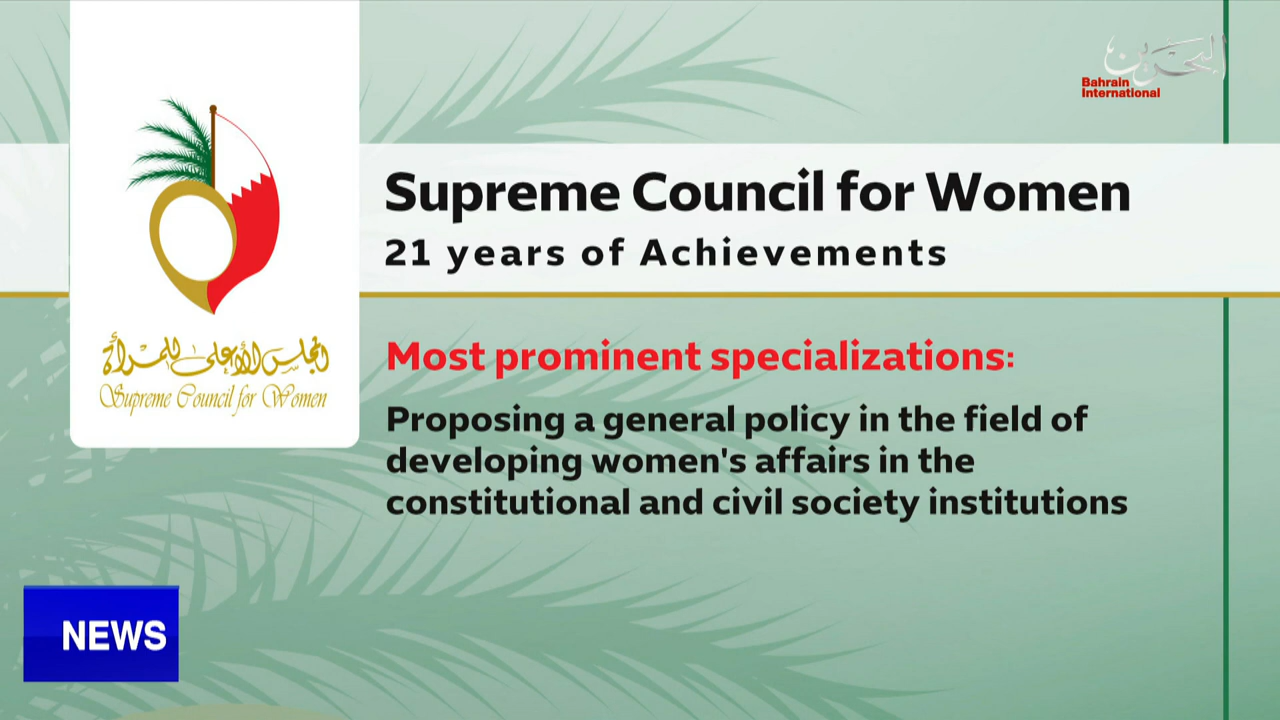 البحرين
Bahrain
International
Supreme Council for Women
21 years of Achievements
المجلس الأعلى للمرأة
Supreme Council for Women
Most prominent specializations:
Proposing a general policy in the field of
developing women's affairs in the
constitutional and civil society institutions
NEWS